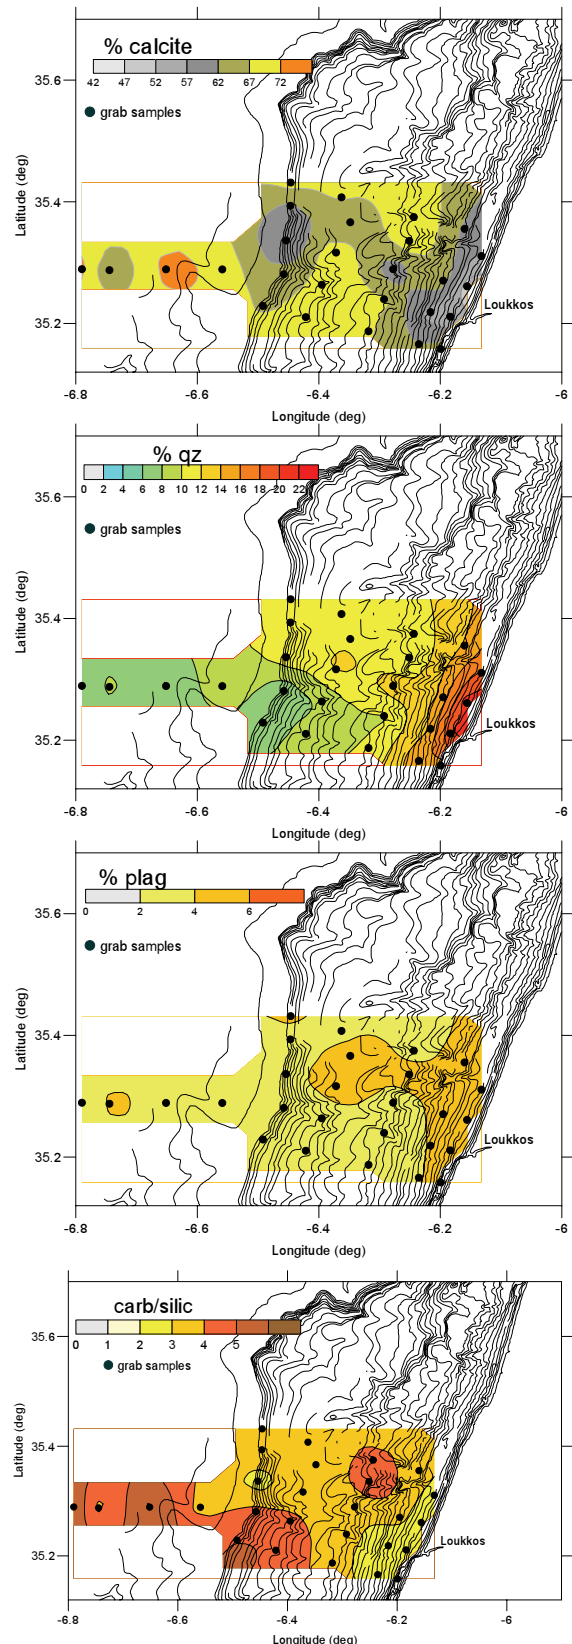 % calcite
42 47 52 57 62 67 72
grab samples
35.6
35.4
35.2
Latitude (deg)
Loukkos
-6.8 -6.6 -6.4 -6.2 -6
Longitude (deg)
% qz
0 2 4 6 8 10 12 14 16 18 20 22
grab samples
35.6
35.4
35.2
Latitude (deg)
Loukkos
-6.8 -6.6 -6.4 -6.2 -6
Longitude (deg)
% plag
0 2 4 6
grab samples
35.6
35.4
35.2
Latitude (deg)
Loukkos
-6.8 -6.6 -6.4 -6.2 -6
Longitude (deg)
carb/silic
0 1 2 3 4 5 6
grab samples
35.6
35.4
35.2
Latitude (deg)
Loukkos
-6.8 -6.6 -6.4 -6.2 -6
Longitude (deg)